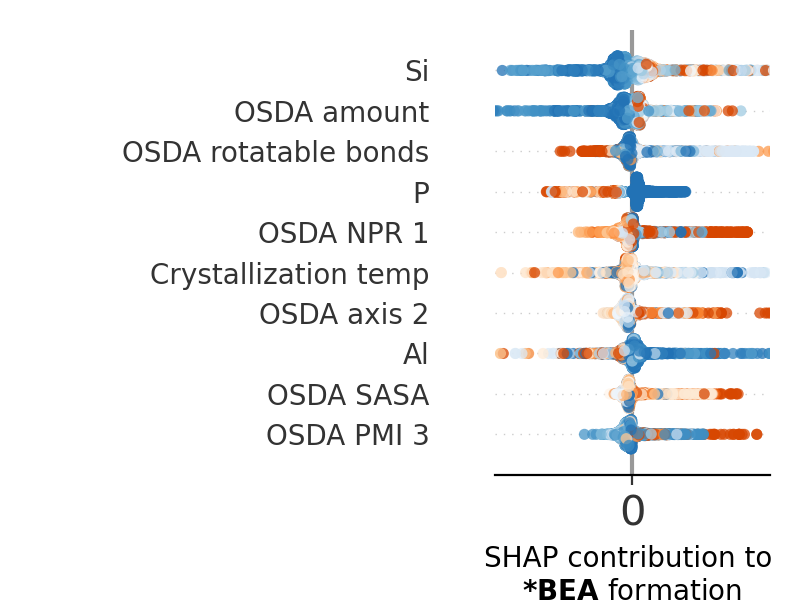 Si
OSDA amount
OSDA rotatable bonds
P
OSDA NPR 1
Crystallization temp
OSDA axis 2
Al
OSDA SASA
OSDA PMI 3
0
SHAP contribution to
*BEA formation